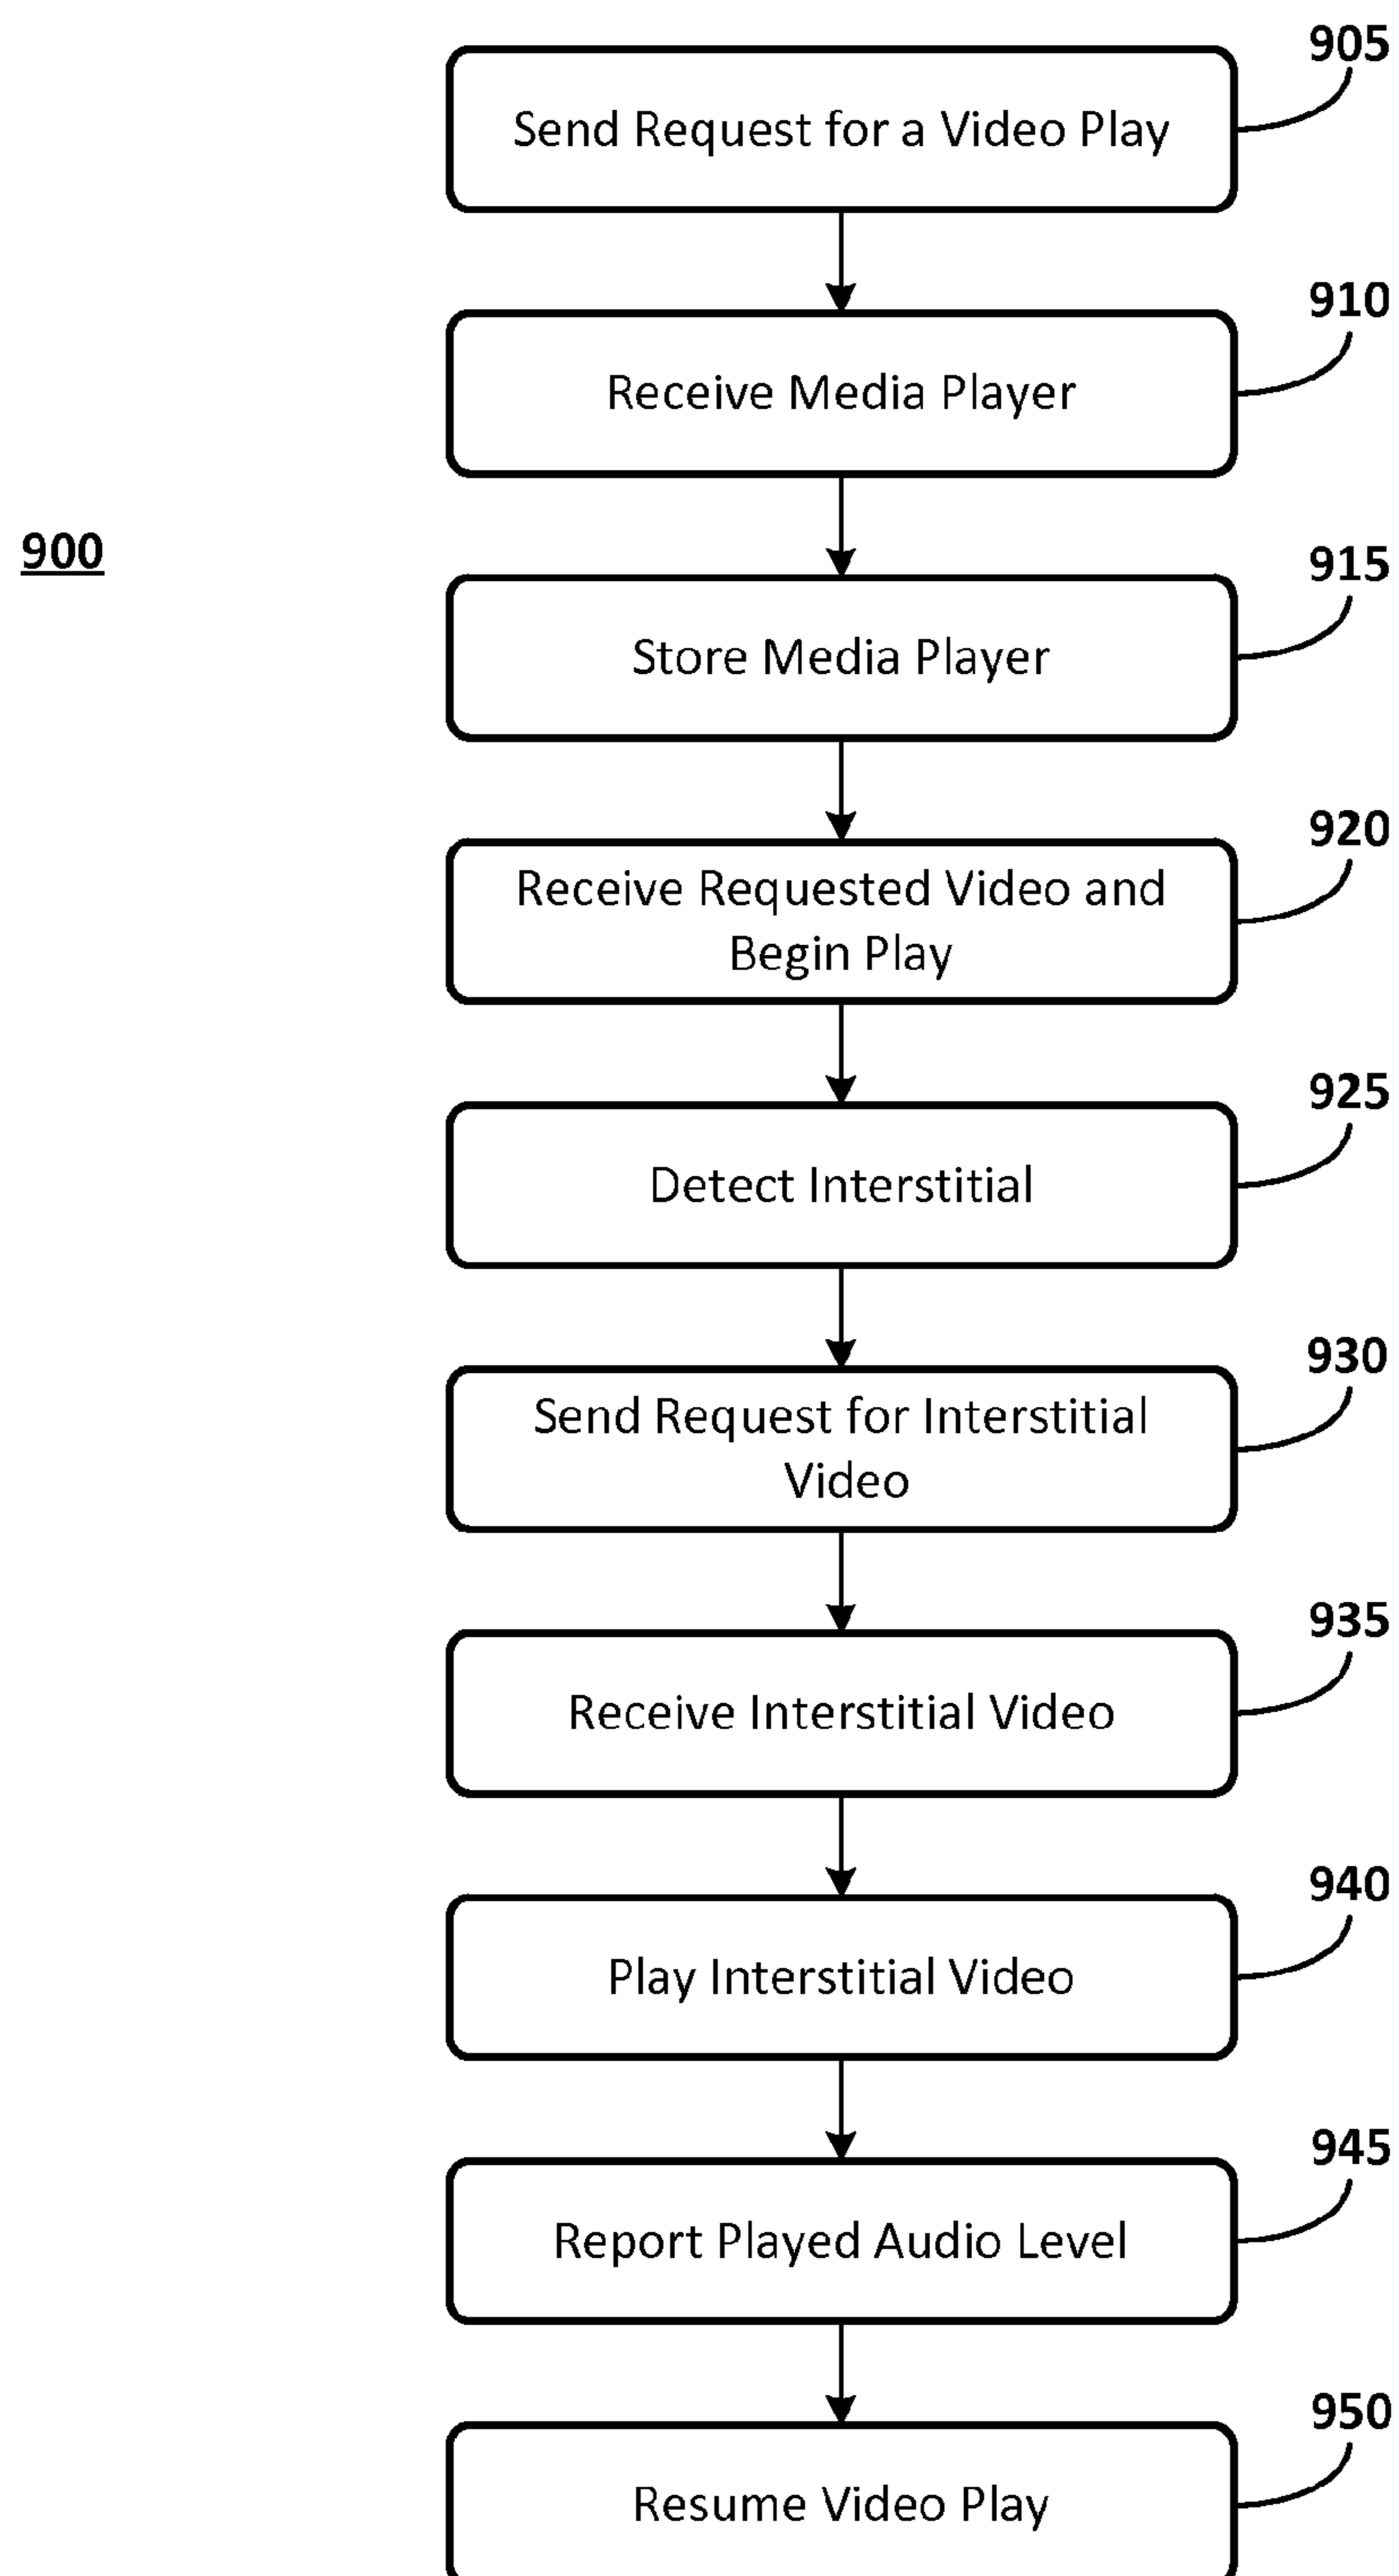 905
Send Request for a Video Play
910
Receive Media Player
900
915
Store Media Player
920
Receive Requested Video and
Begin Play
925
Detect Interstitial
930
Send Request for Interstitial
Video
935
Receive Interstitial Video
940
Play Interstitial Video
945
Report Played Audio Level
950
Resume Video Play